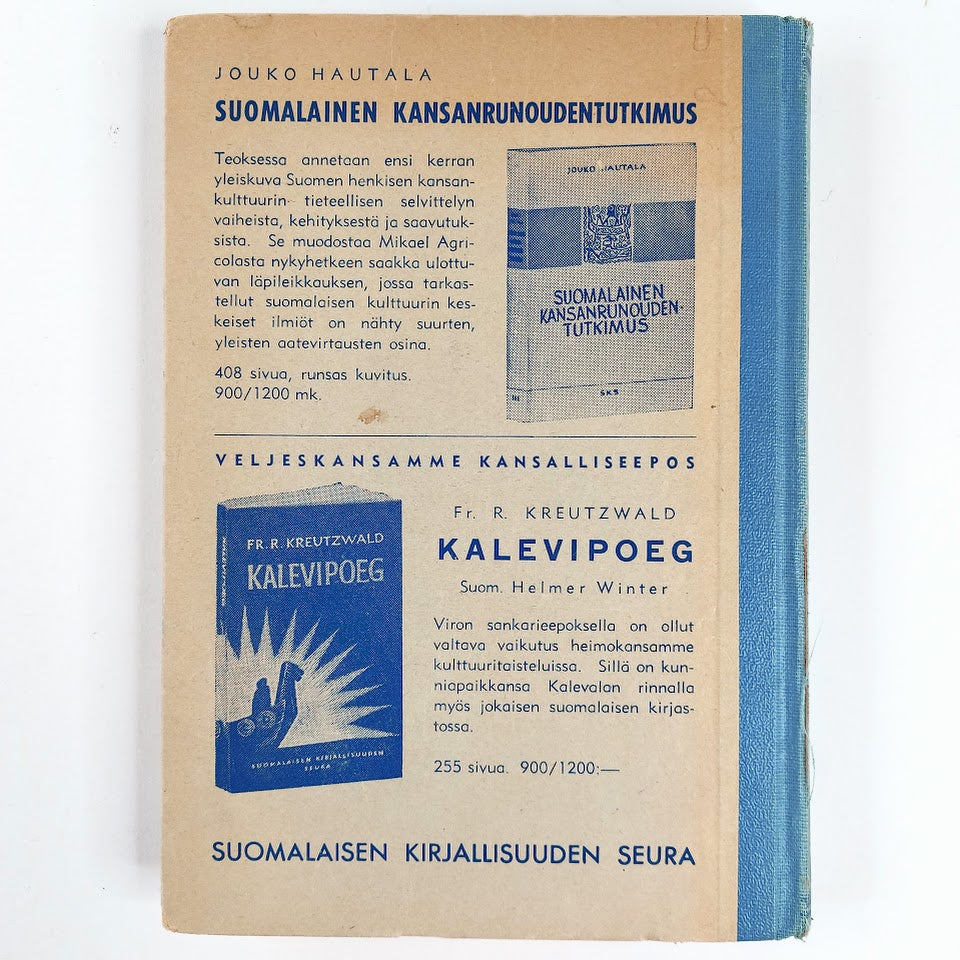 JOUKO HAUTALA
SUOMALAINEN KANSANRUNOUDENTUTKIMUS
Teoksessa annetaan ensi kerran
yleiskuva Suomen henkisen kansan-
kulttuurin tieteellisen selvittelyn
vaiheista, kehityksestä ja saavutuk-
sista. Se muodostaa Mikael Agri-
colasta nykyhetkeen saakka ulottu-
van läpileikkauksen, jossa tarkas-
tellut suomalaisen kulttuurin kes-
keiset ilmiöt on nähty suurten,
yleisten aatevirtausten osina.
408 sivua, runsas kuvitus.
900/1200 mk.
JOUKO HAUTALA
SUOMALAINEN
KANSANRUNOUDEN-
TUTKIMUS
SKS
VELJESKANSAMME KANSALLISEEPOS
FR. R. KREUTZWALD
KALEVIPOEG
SUOMALAISEN KIRJALLISUUDEN
SEURA
Fr. R. KREUTZWALD
KALEVIPOEG
Suom. Helmer Winter
Viron sankarieepoksella on ollut
valtava vaikutus heimokansamme
kulttuuritaisteluissa. Sillä on kun-
niapaikkansa Kalevalan rinnalla
myös jokaisen suomalaisen kirjas-
tossa.
255 sivua. 900/1200:—
SUOMALAISEN KIRJALLISUUDEN SEURA